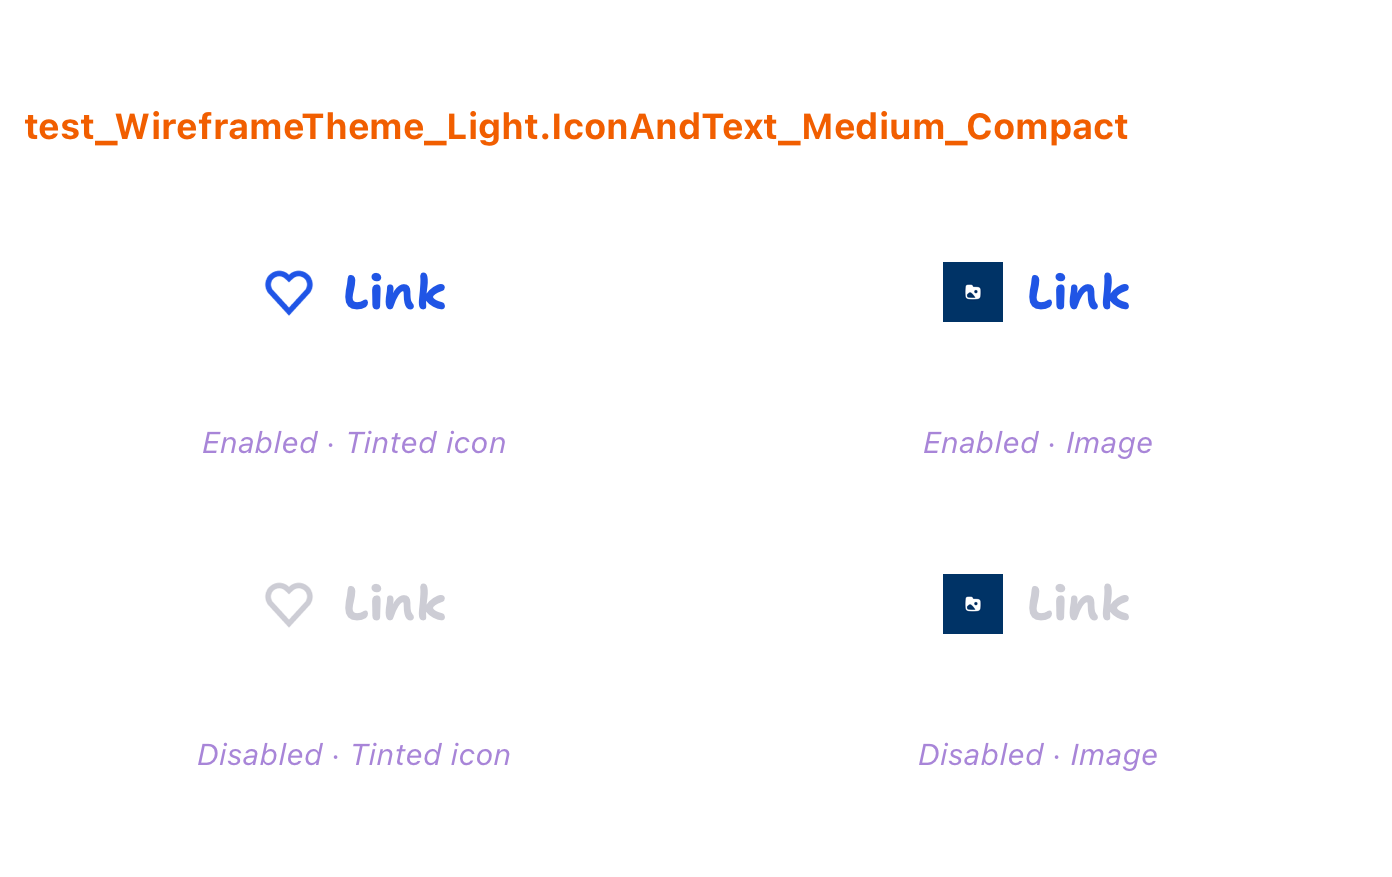 test_WireframeTheme_Light.IconAndText_Medium_Compact
Link
Link
Enabled · Tinted icon
Enabled · Image
Link
Link
Disabled · Tinted icon
Disabled · Image